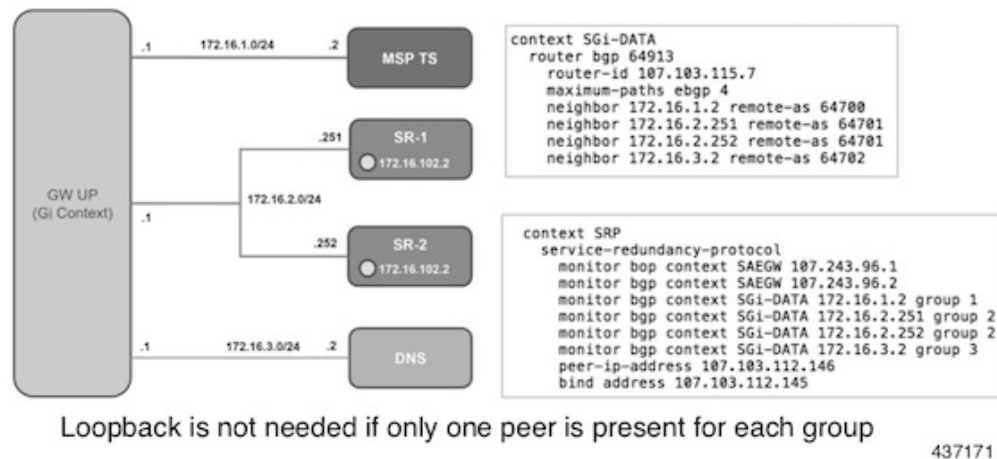 .1
172.16.1.0/24
.2
MSP TS
.251
SR-1
172.16.102.2
GW UP
(Gi Context)
172.16.2.0/24
.1
.252
SR-2
172.16.102.2
.1
172.16.3.0/24
.2
DNS
context SGi-DATA
router bgp 64913
router-id 107.103.115.7
maximum-paths ebgp 4
neighbor 172.16.1.2 remote-as 64700
neighbor 172.16.2.251 remote-as 64701
neighbor 172.16.2.252 remote-as 64701
neighbor 172.16.3.2 remote-as 64702
context SRP
service-redundancy-protocol
monitor bop context SAEGW 107.243.96.1
monitor bgp context SAEGW 107.243.96.2
monitor bgp context SGi-DATA 172.16.1.2 group 1
monitor bgp context SGi-DATA 172.16.2.251 group 2
monitor bgp context SGi-DATA 172.16.2.252 group 2
monitor bgp context SGi-DATA 172.16.3.2 group 3
peer-ip-address 107.103.112.146
bind address 107.103.112.145
Loopback is not needed if only one peer is present for each group
437171